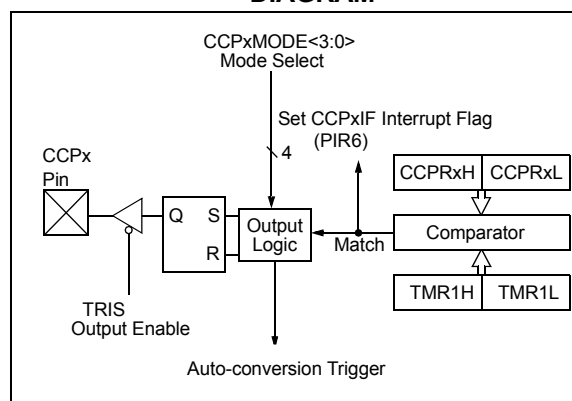 DIAGRAM
CCPxMODE<3:0>
Mode Select
Set CCPxIF Interrupt Flag
(PIR6)
4
CCPx
Pin
CCPRxH CCPRxL
Q S
R
Output
Logic
Match
Comparator
TMR1H TMR1L
TRIS
Output Enable
Auto-conversion Trigger